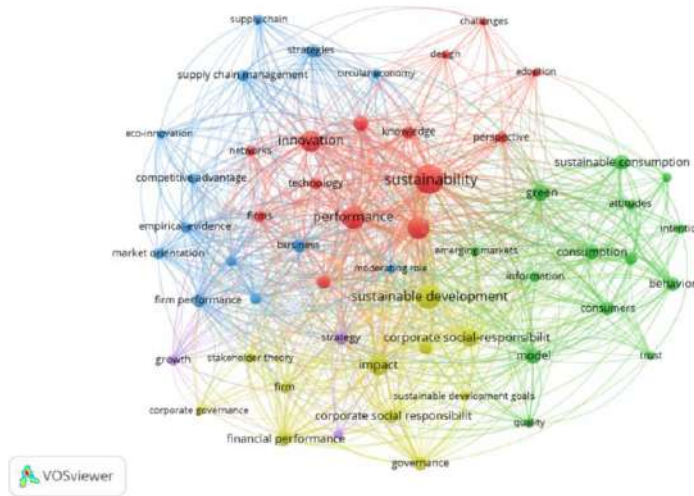 supply chain
challenges
strategies
design
supply chain management
circular economy
adoption
eco-innovation
innovation
knowledge
perspective
networks
sustainable consumption
competitive advantage
technology
sustainability
green
attitudes
firms
performance
empirical evidence
intention
market orientation
business
emerging markets
consumption
moderating role
information
behavior
firm performance
sustainable development
consumers
strategy
corporate social-responsibilit
growth
stakeholder theory
impact
model
trust
firm
sustainable development goals
corporate governance
corporate social responsibilit
quality
financial performance
governance
VOSviewer